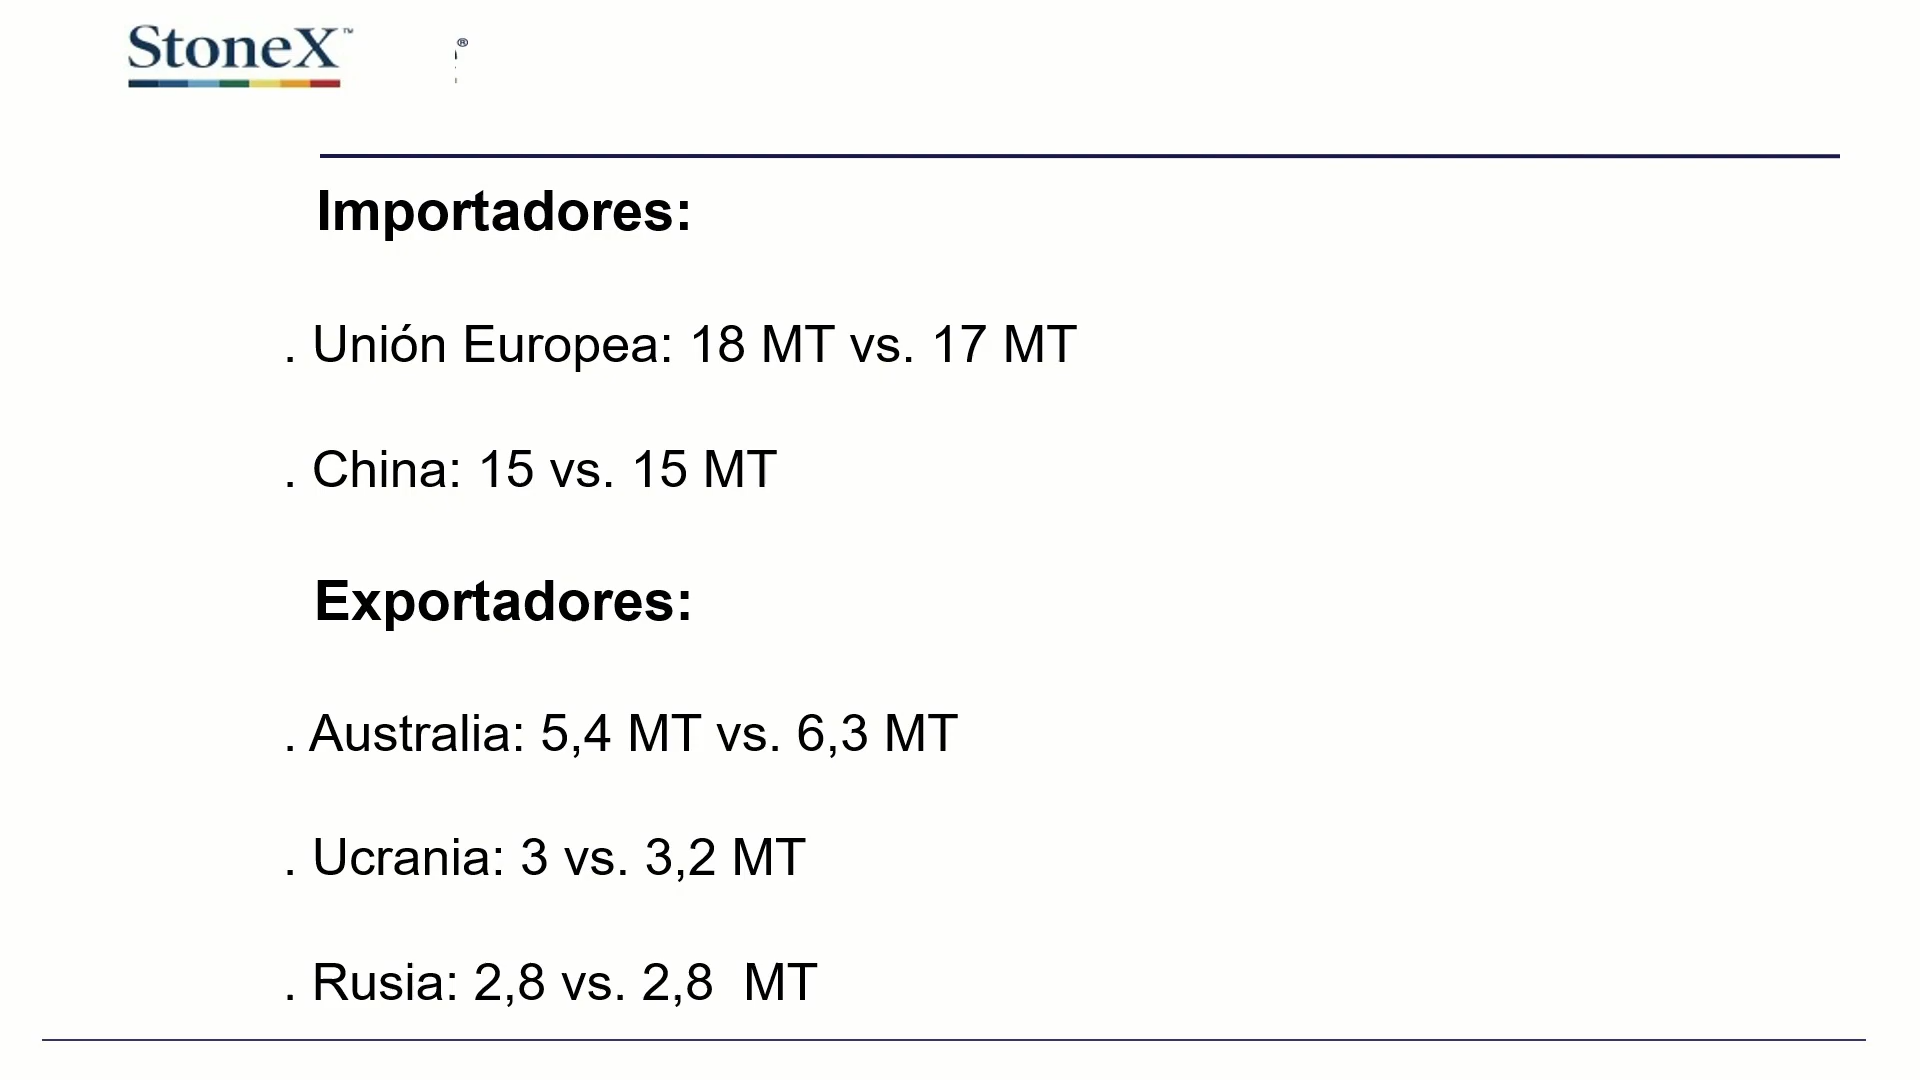 StoneX™
®
Importadores:
. Unión Europea: 18 MT vs. 17 MT
. China: 15 vs. 15 MT
Exportadores:
. Australia: 5,4 MT vs. 6,3 MT
. Ucrania: 3 vs. 3,2 MT
. Rusia: 2,8 vs. 2,8  MT